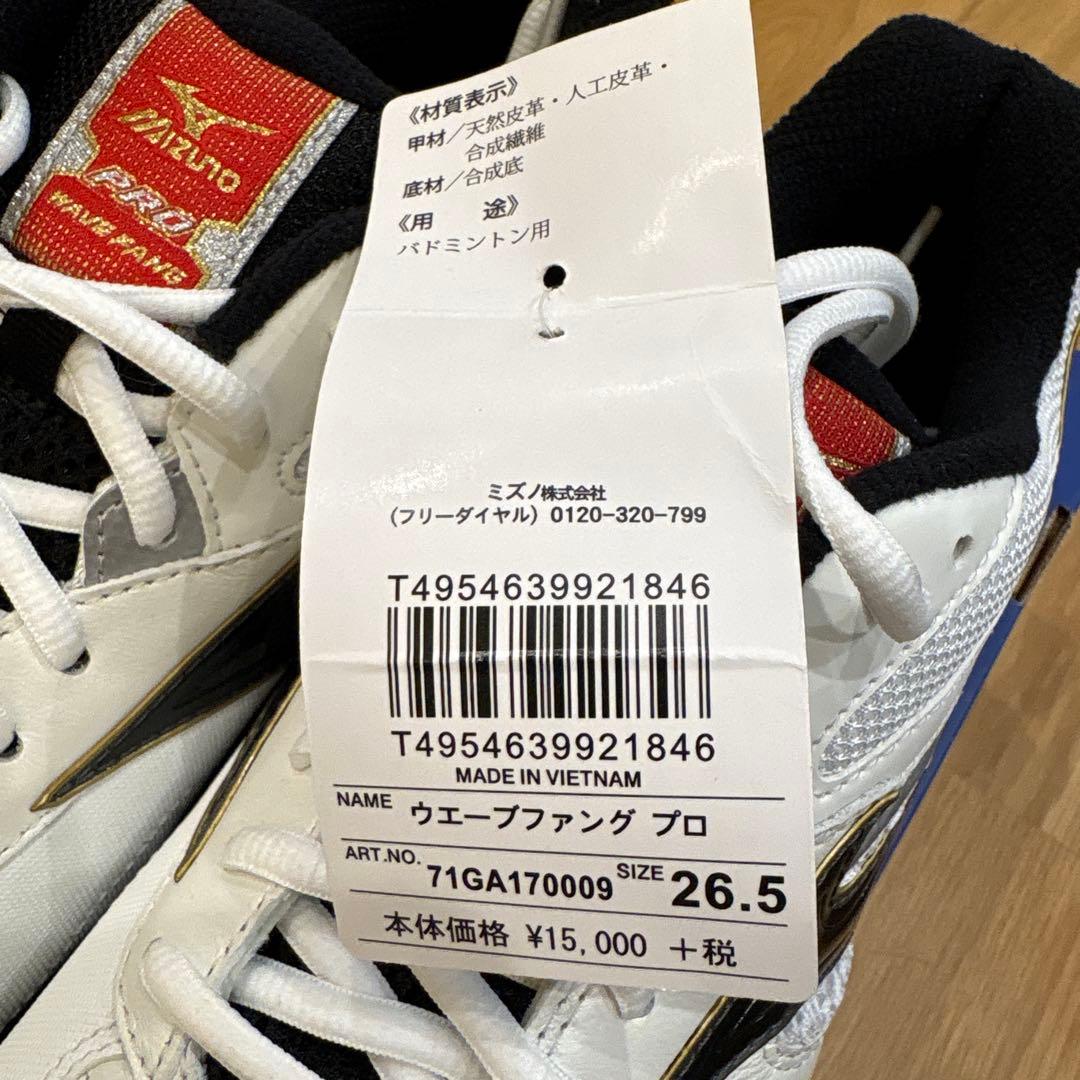 MIZUNO
PRO
WAVE FANG
《材質表示》
甲材/天然皮革・人工皮革・
合成繊維
底材/合成底
《用　途》
バドミントン用
ミズノ株式会社
(フリーダイヤル) 0120-320-799
T4954639921846
T4954639921846
MADE IN VIETNAM
NAME ウエーブファング プロ
ART.NO. 71GA170009 SIZE 26.5
本体価格 ¥15,000 +税